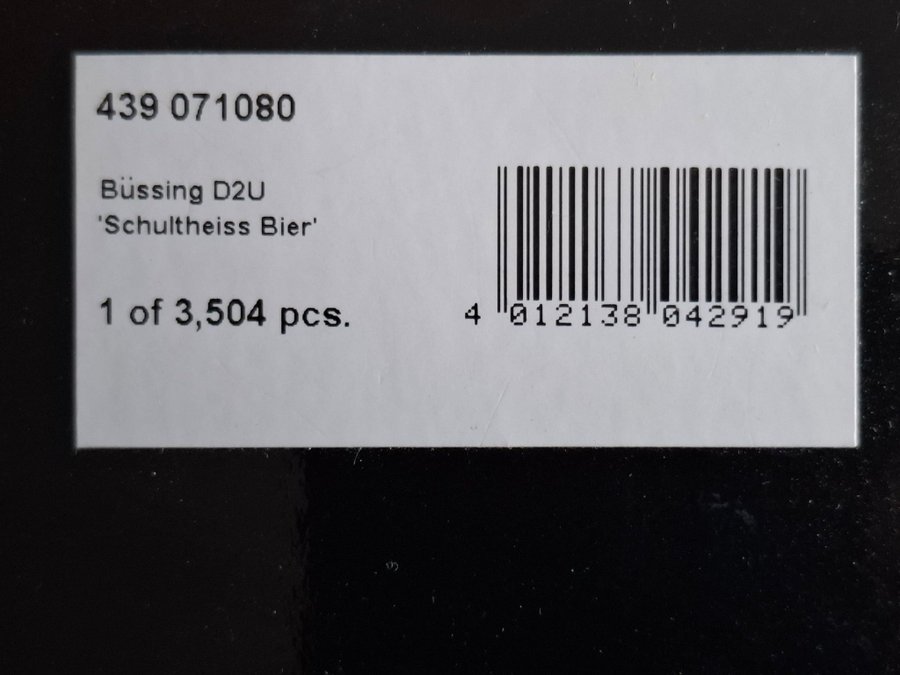 439 071080
Büssing D2U
'Schultheiss Bier'
1 of 3,504 pcs.
4 012138 042919